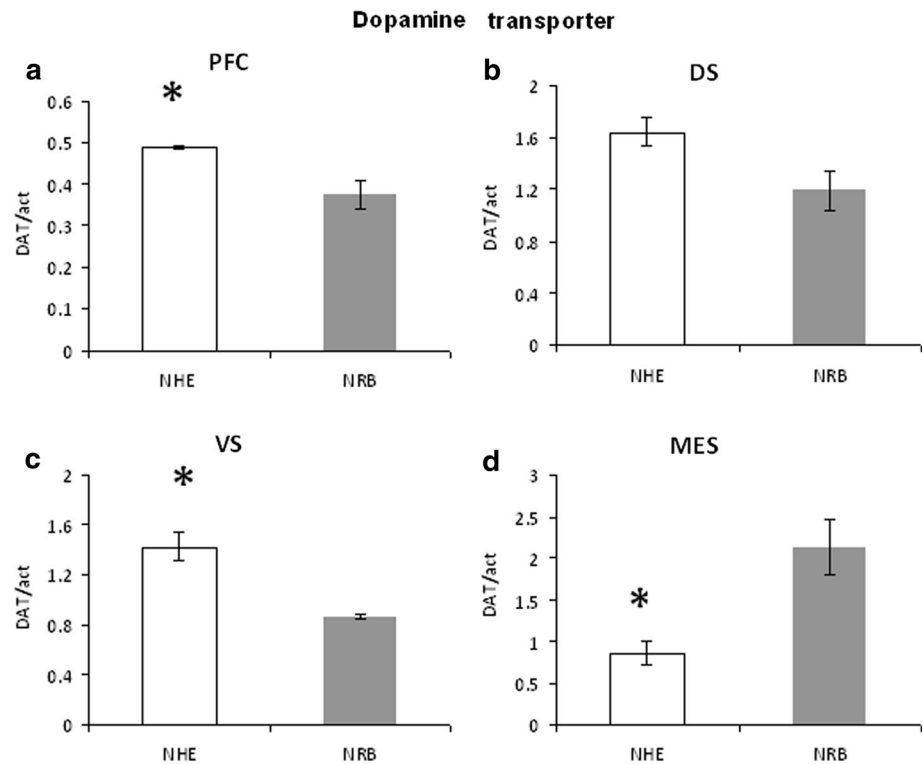 Dopamine transporter
a
PFC
*
0.6
0.5
0.4
0.3
0.2
0.1
0
DAT/act
NHE
NRB
b
DS
2
1.6
1.2
0.8
0.4
0
DAT/act
NHE
NRB
c
VS
*
2
1.6
1.2
0.8
0.4
0
DAT/act
NHE
NRB
d
MES
*
3
2.5
2
1.5
1
0.5
0
DAT/act
NHE
NRB